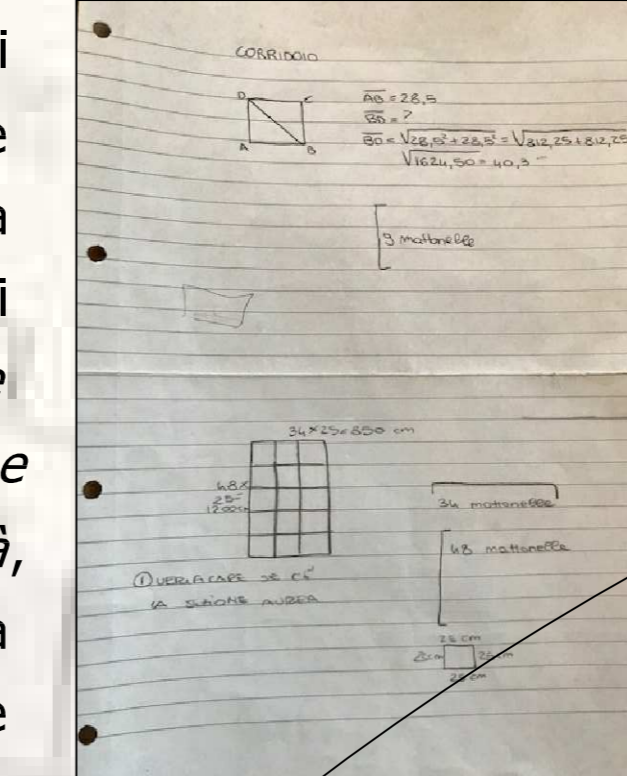 i
e
a
i
e
e
à,
a
e
CORRIDOIO
D C
A B
AB = 28,5
BD = ?
BD = √28,5² + 28,5² = √812,25 + 812,25
√1624,50 = 40,3
9 mattonelle
34 × 25 = 850 cm
48 ×
25 =
1200 cm
34 mattonelle
48 mattonelle
① VERIFICARE SE C'È
LA SEZIONE AUREA
25 cm
25 cm 25 cm
25 cm